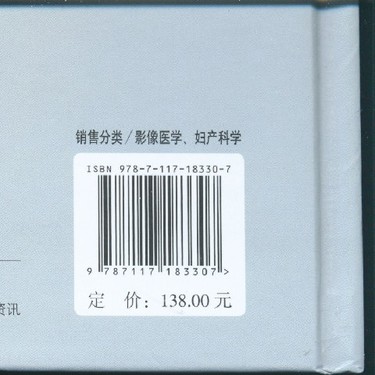 销售分类/影像医学、妇产科学
ISBN 978-7-117-18330-7
9 787117 183307>
定 价：138.00 元
资讯